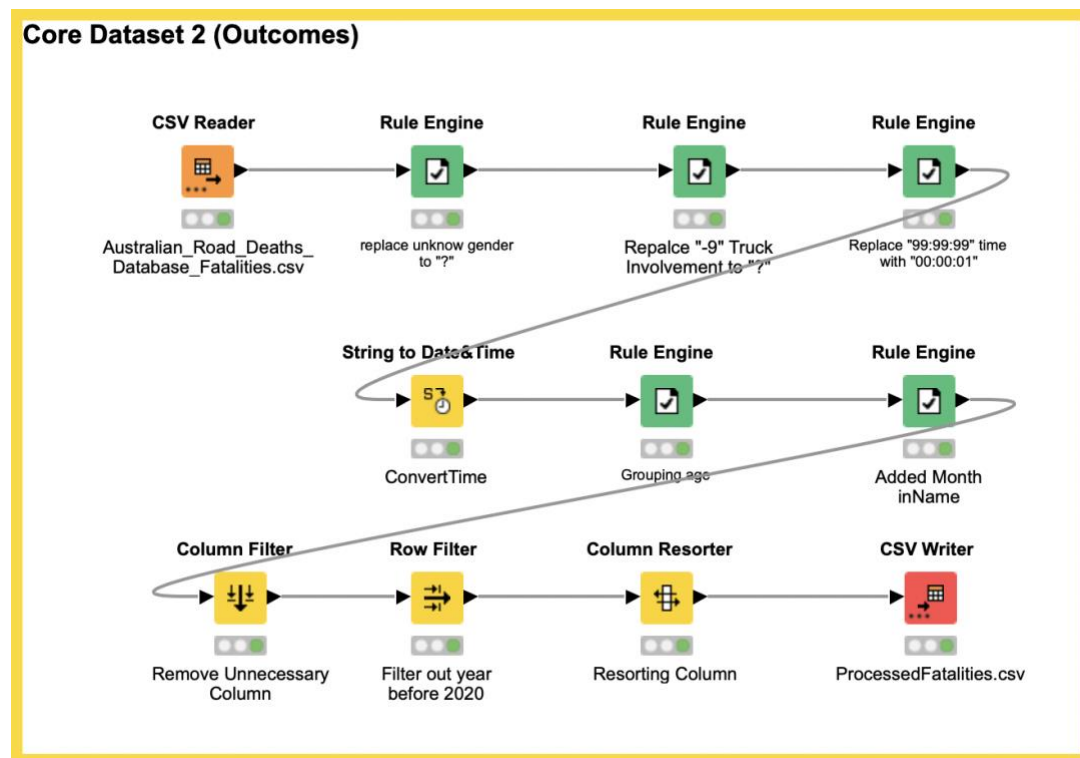 Core Dataset 2 (Outcomes)
CSV Reader
Rule Engine
Rule Engine
Rule Engine
Australian_Road_Deaths_
Database_Fatalities.csv
replace unknow gender
to "?"
Repalce "-9" Truck
Involvement to "?"
Replace "99:99:99" time
with "00:00:01"
String to Date&Time
Rule Engine
Rule Engine
S
ConvertTime
Grouping age
Added Month
inName
Column Filter
Row Filter
Column Resorter
CSV Writer
Remove Unnecessary
Column
Filter out year
before 2020
Resorting Column
ProcessedFatalities.csv